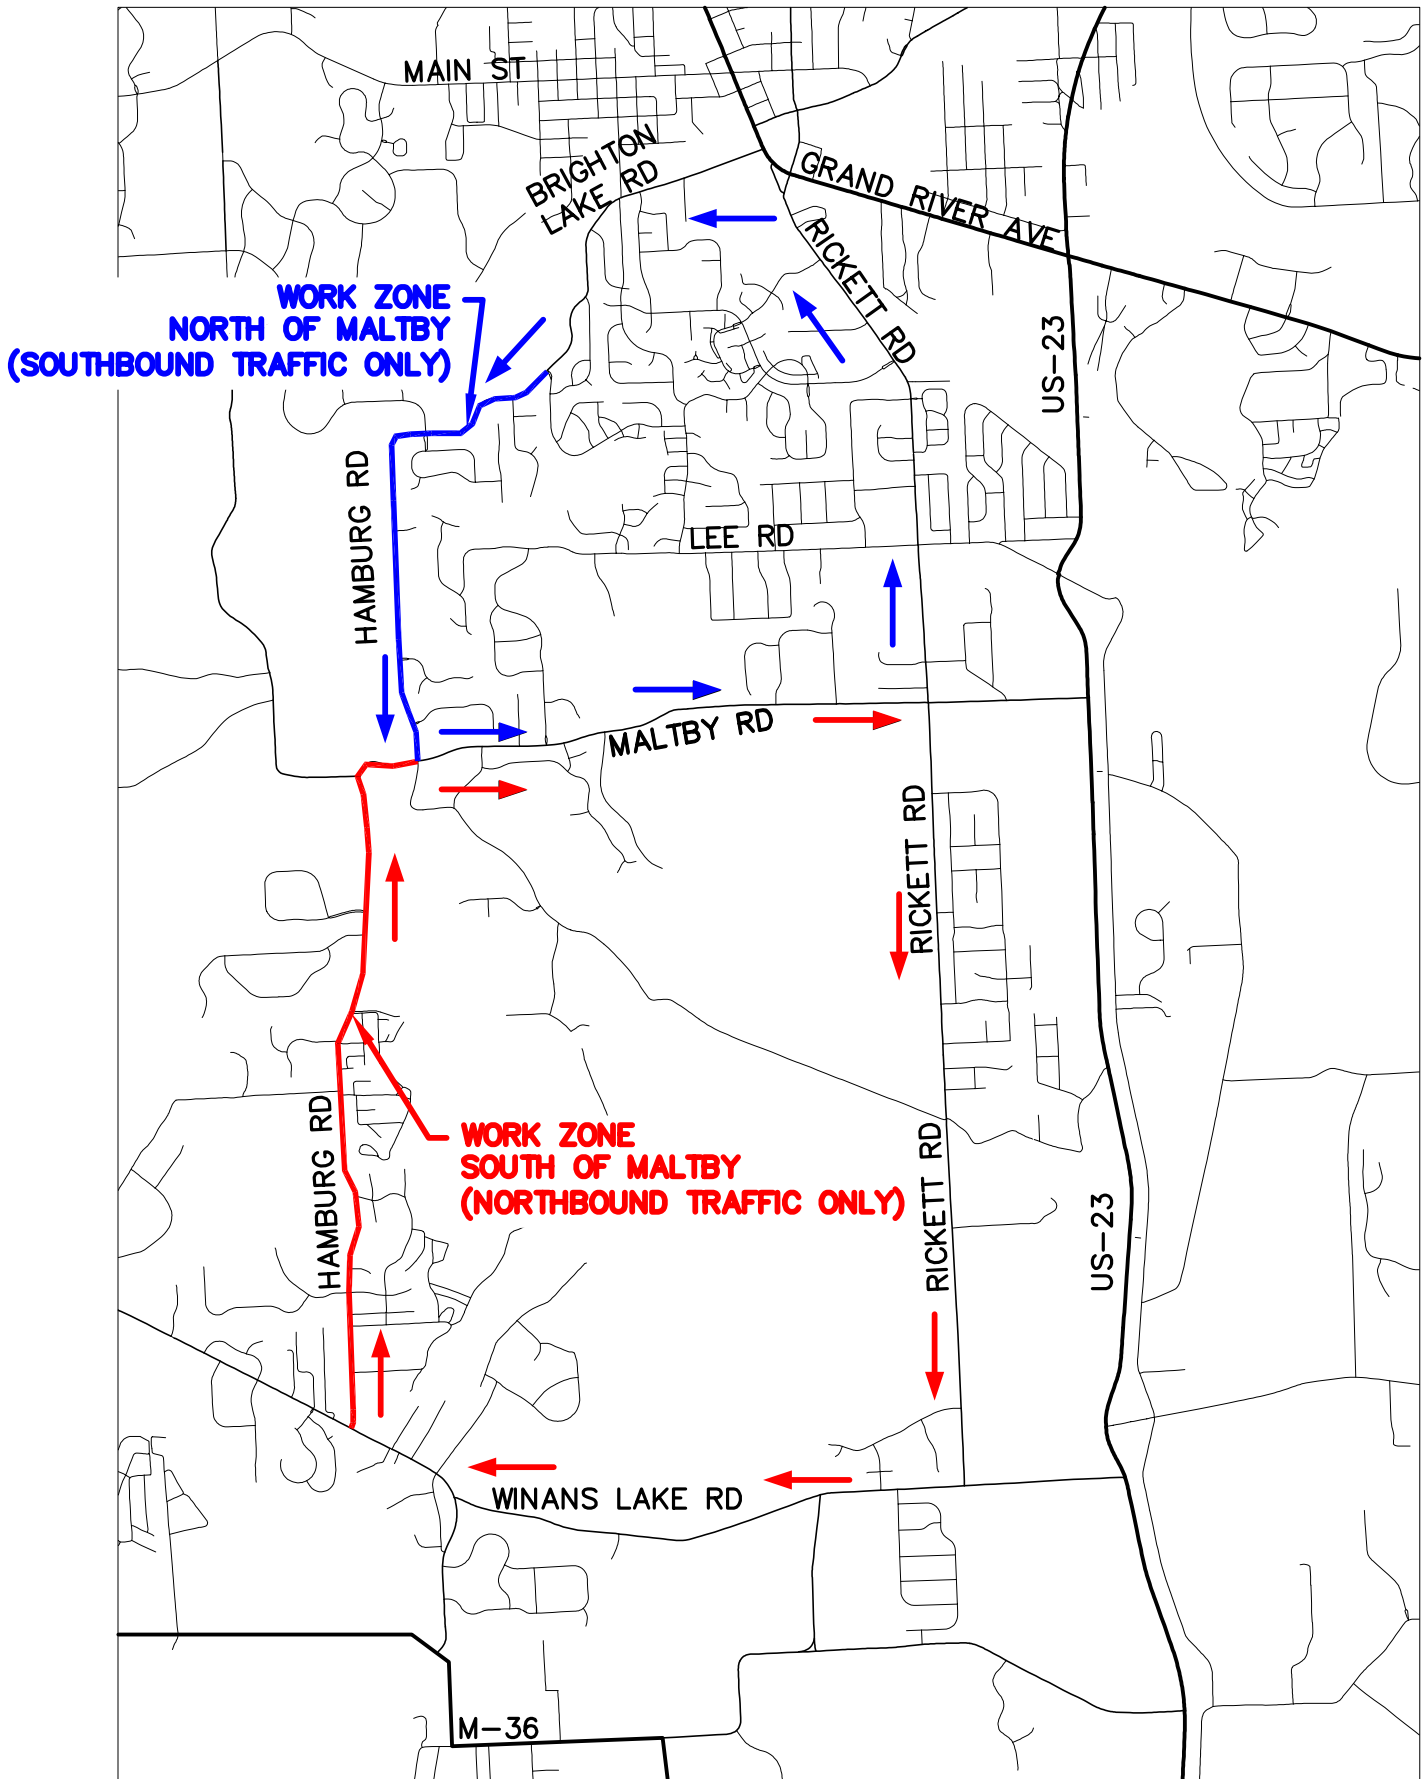 MAIN ST
BRIGHTON
LAKE RD
GRAND RIVER AVE
RICKETT RD
WORK ZONE
NORTH OF MALTBY
(SOUTHBOUND TRAFFIC ONLY)
US-23
HAMBURG RD
LEE RD
MALTBY RD
RICKETT RD
WORK ZONE
SOUTH OF MALTBY
(NORTHBOUND TRAFFIC ONLY)
HAMBURG RD
RICKETT RD
US-23
WINANS LAKE RD
M-36